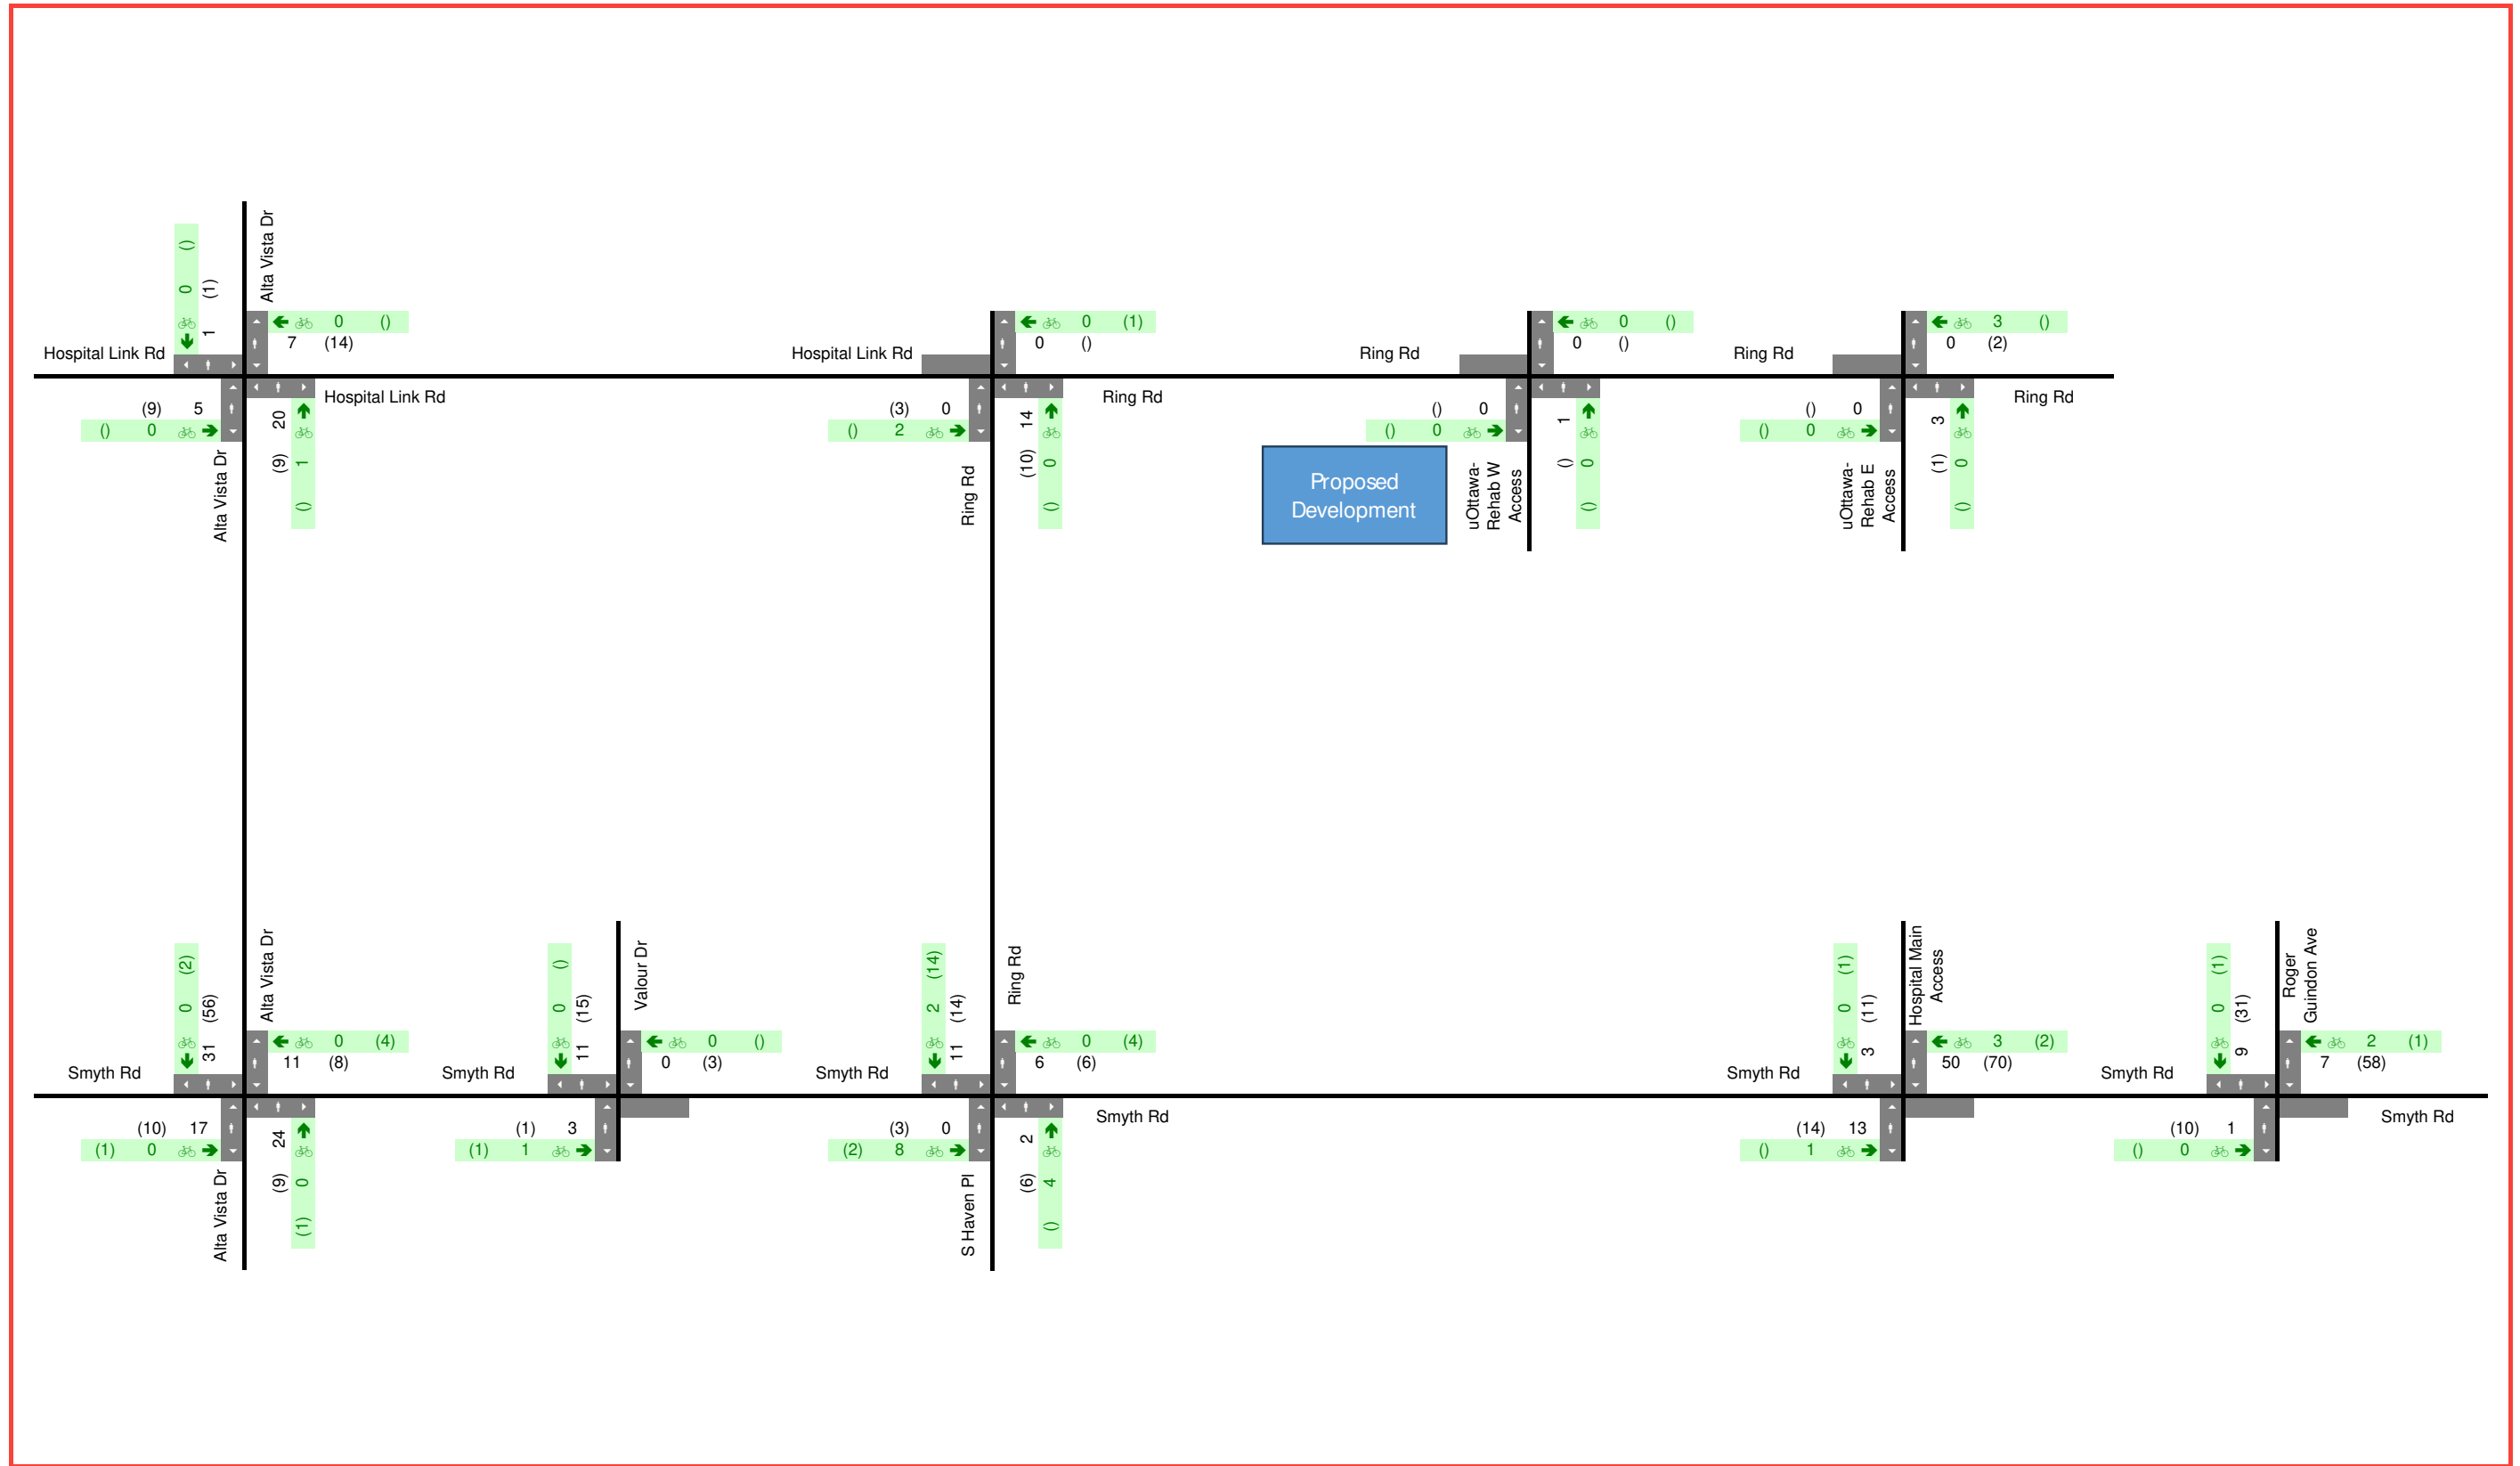 Alta Vista Dr
0 ()
1 (1)
0 ()
7 (14)
Hospital Link Rd
(9) 5
() 0
Alta Vista Dr
20 (9)
1 ()
Hospital Link Rd
Hospital Link Rd
0 (1)
0 ()
(3) 0
() 2
Ring Rd
14 (10)
0 ()
Ring Rd
Proposed
Development
Ring Rd
0 ()
0 ()
() 0
() 0
uOttawa-
Rehab W
Access
1 ()
0 ()
Ring Rd
3 ()
0 (2)
() 0
() 0
uOttawa-
Rehab E
Access
3 (1)
0 ()
Ring Rd
Alta Vista Dr
0 (2)
31 (56)
0 (4)
11 (8)
Smyth Rd
(10) 17
(1) 0
Alta Vista Dr
24 (9)
0 (1)
Valour Dr
0 ()
11 (15)
0 ()
0 (3)
Smyth Rd
(1) 3
(1) 1
Ring Rd
2 (14)
11 (14)
0 (4)
6 (6)
Smyth Rd
(3) 0
(2) 8
S Haven Pl
2 (6)
4 ()
Smyth Rd
Hospital Main
Access
0 (1)
3 (11)
3 (2)
50 (70)
Smyth Rd
(14) 13
() 1
Roger
Guindon Ave
0 (1)
9 (31)
2 (1)
7 (58)
Smyth Rd
(10) 1
() 0
Smyth Rd